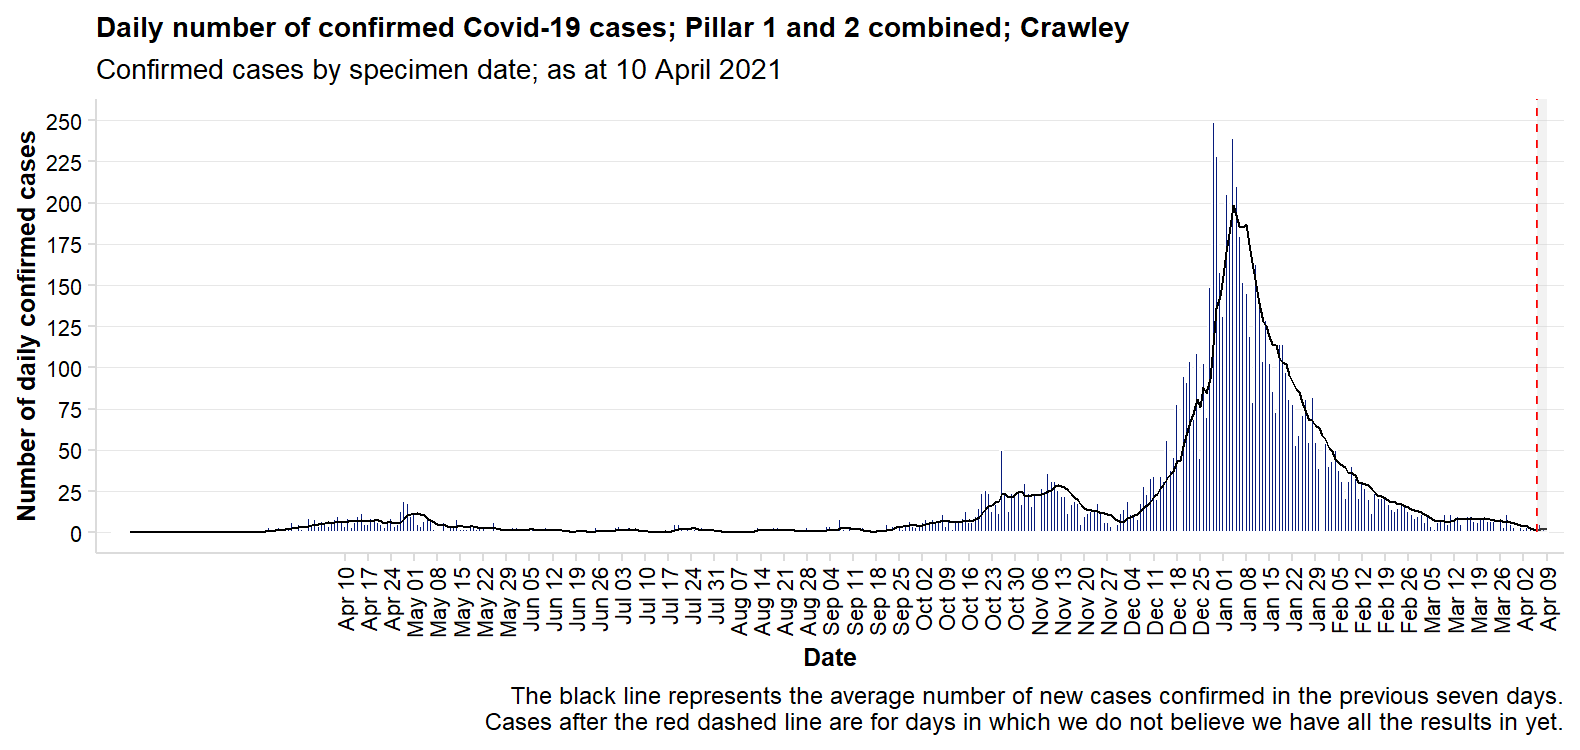 Daily number of confirmed Covid-19 cases; Pillar 1 and 2 combined; Crawley
Confirmed cases by specimen date; as at 10 April 2021
Number of daily confirmed cases
250
225
200
175
150
125
100
75
50
25
0
Apr 10
Apr 17
Apr 24
May 01
May 08
May 15
May 22
May 29
Jun 05
Jun 12
Jun 19
Jun 26
Jul 03
Jul 10
Jul 17
Jul 24
Jul 31
Aug 07
Aug 14
Aug 21
Aug 28
Sep 04
Sep 11
Sep 18
Sep 25
Oct 02
Oct 09
Oct 16
Oct 23
Oct 30
Nov 06
Nov 13
Nov 20
Nov 27
Dec 04
Dec 11
Dec 18
Dec 25
Jan 01
Jan 08
Jan 15
Jan 22
Jan 29
Feb 05
Feb 12
Feb 19
Feb 26
Mar 05
Mar 12
Mar 19
Mar 26
Apr 02
Apr 09
Date
The black line represents the average number of new cases confirmed in the previous seven days.
Cases after the red dashed line are for days in which we do not believe we have all the results in yet.